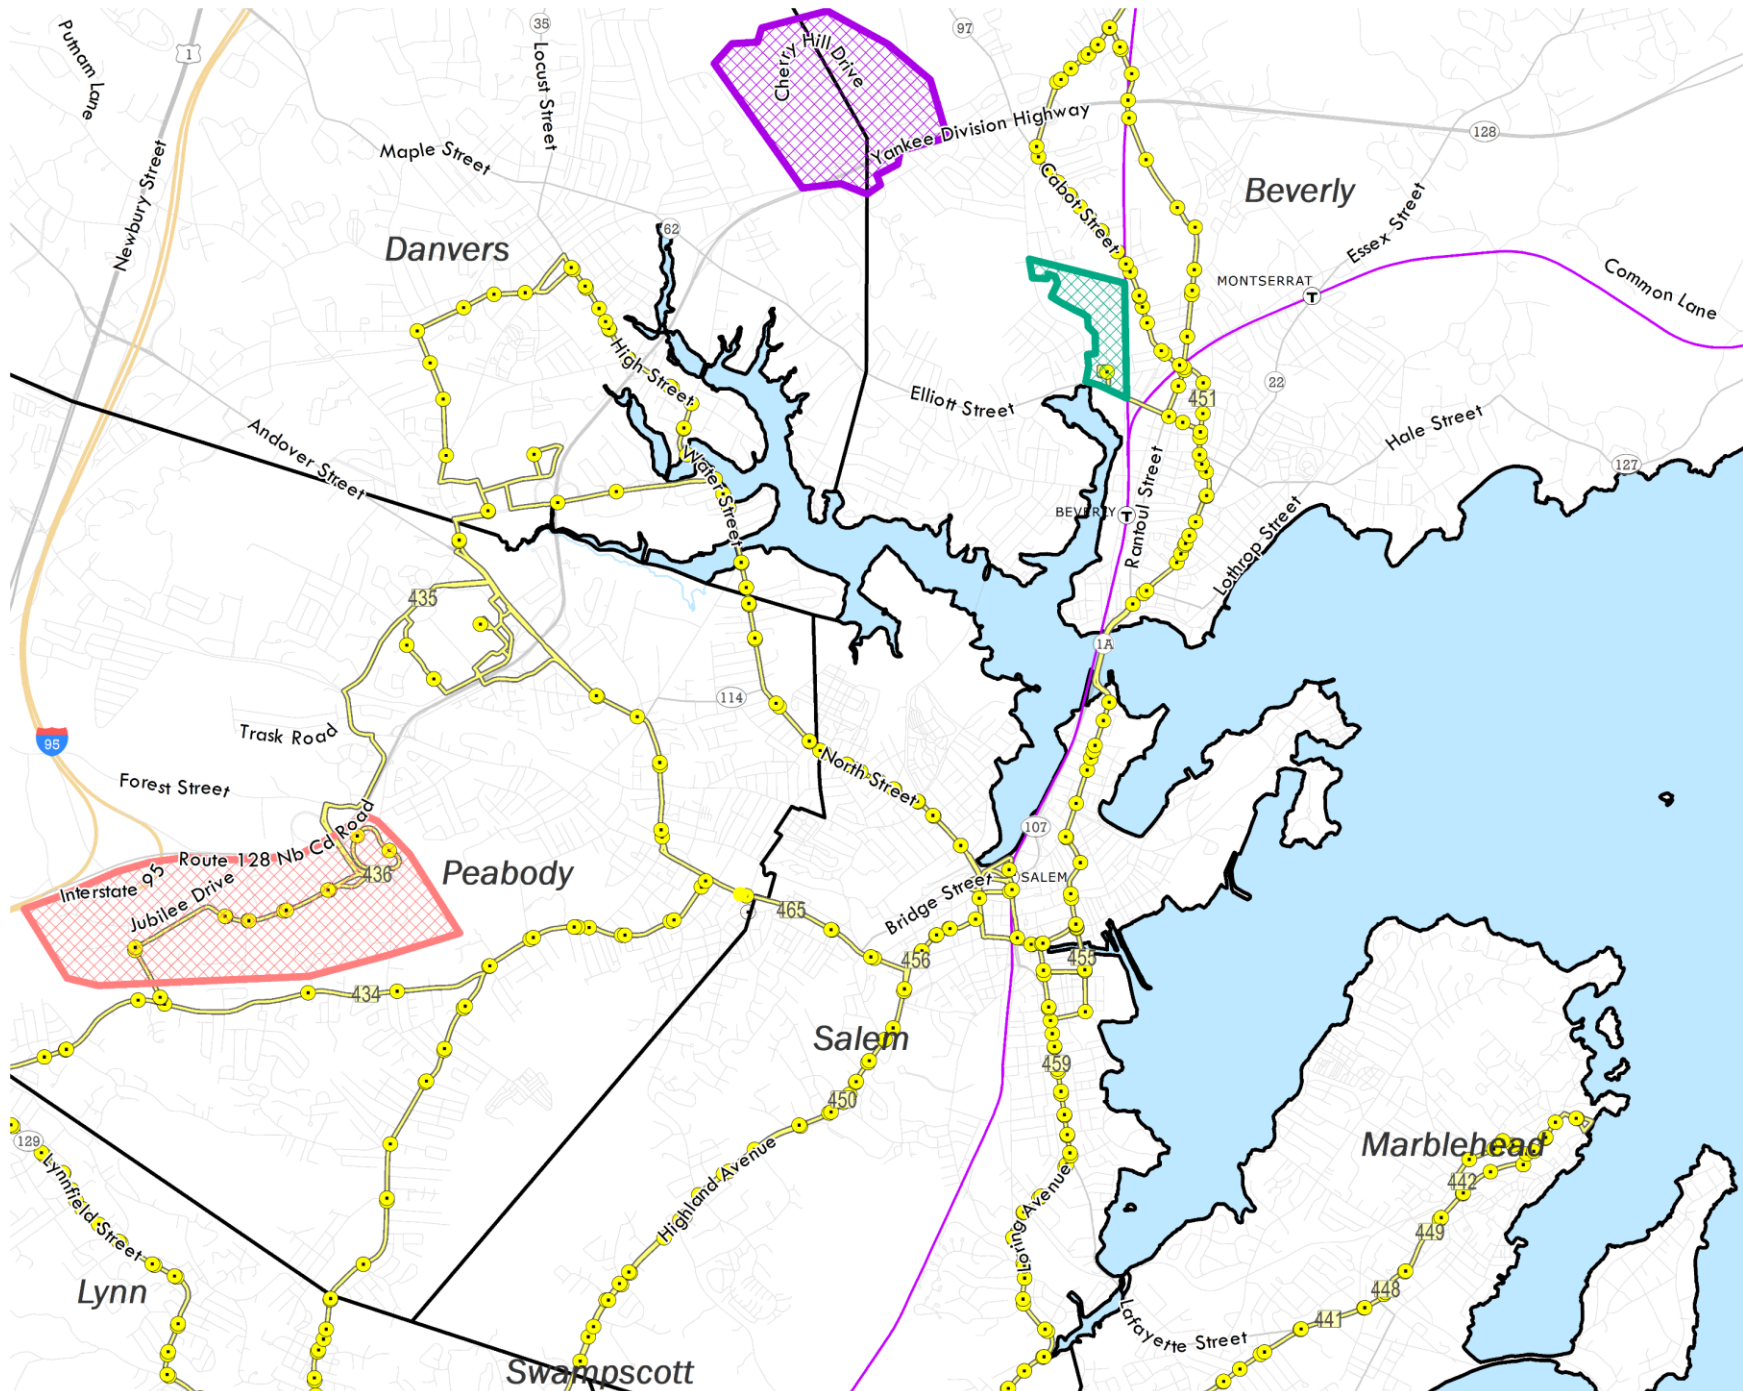 Putnam Lane
1
35
Locust Street
Cherry Hill Drive
97
Yankee Division Highway
128
Newbury Street
Maple Street
62
Cabot Street
Beverly
Essex Street
Danvers
MONTSERRAT
T
Common Lane
High Street
Elliott Street
451
22
Hale Street
127
Andover Street
Water Street
BEVERLY
T
Rantoul Street
Lothrop Street
435
1A
114
Trask Road
95
Forest Street
North Street
107
Route 128 Nb Cd Road
Interstate 95
Jubilee Drive
436
Peabody
SALEM
Bridge Street
465
456
455
434
Salem
459
450
129
Lynnfield Street
Highland Avenue
Loring Avenue
Marblehead
442
449
448
441
Lynn
Lafayette Street
Swampscott